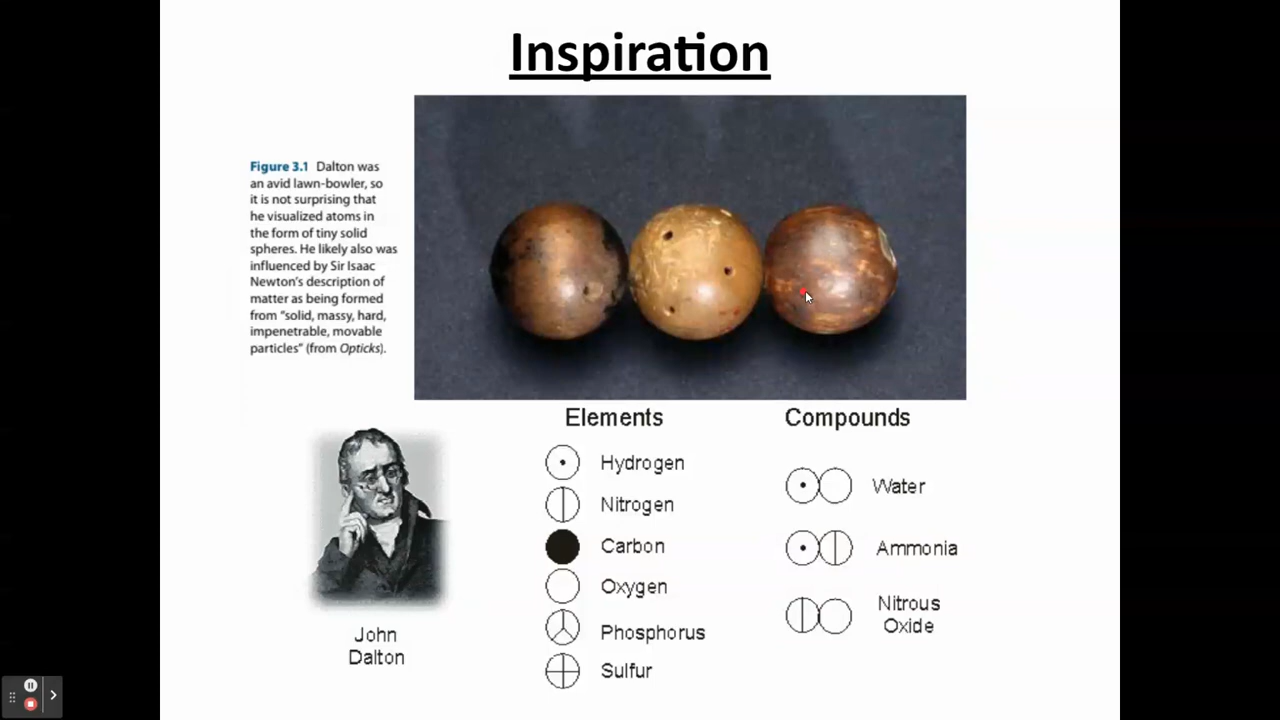 Inspiration
Figure 3.1 Dalton was
an avid lawn-bowler, so
it is not surprising that
he visualized atoms in
the form of tiny solid
spheres. He likely also was
influenced by Sir Isaac
Newton's description of
matter as being formed
from "solid, massy, hard,
impenetrable, movable
particles" (from Opticks).
John
Dalton
Elements
Hydrogen
Nitrogen
Carbon
Oxygen
Phosphorus
Sulfur
Compounds
Water
Ammonia
Nitrous
Oxide